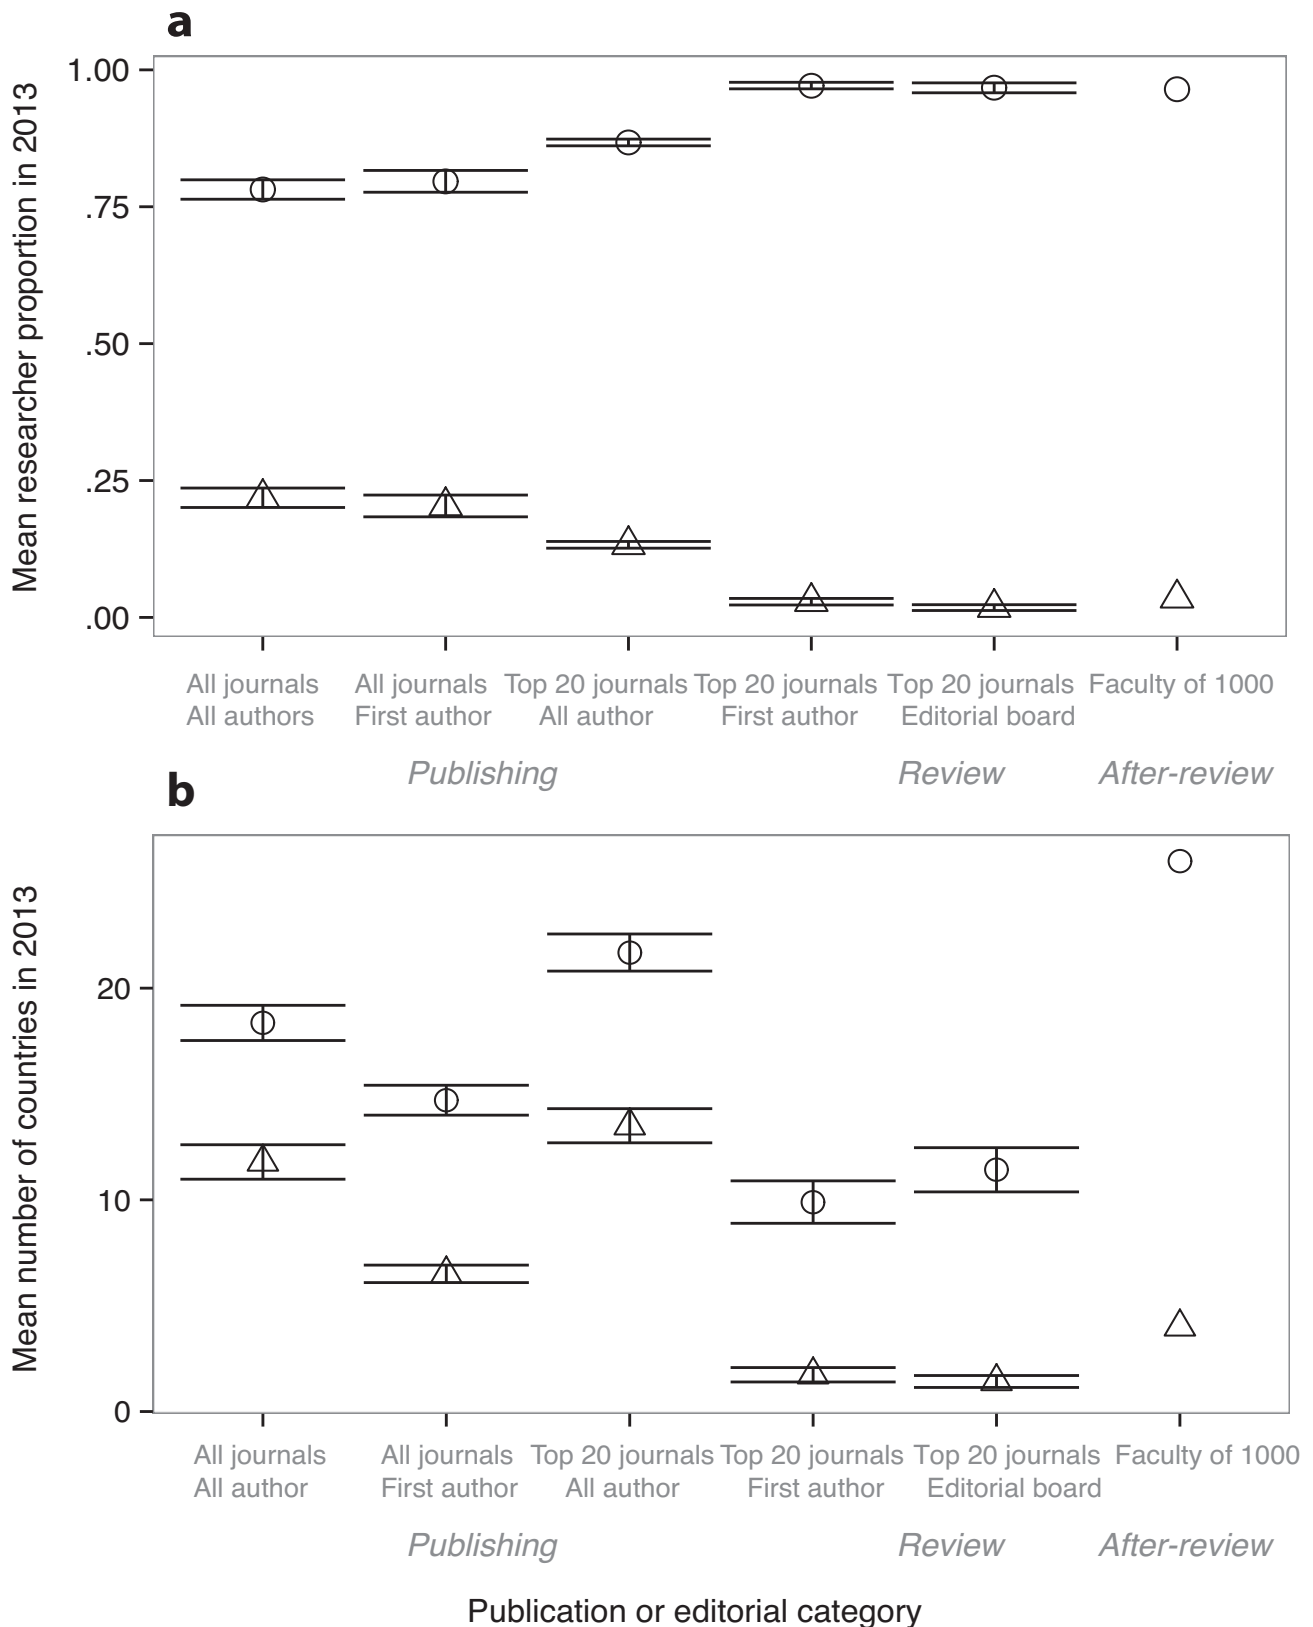 a
Mean researcher proportion in 2013
1.00
.75
.50
.25
.00
All journals All journals Top 20 journals Top 20 journals Top 20 journals Faculty of 1000
All authors First author All author First author Editorial board
Publishing Review After-review
b
Mean number of countries in 2013
20
10
0
All journals All journals Top 20 journals Top 20 journals Top 20 journals Faculty of 1000
All author First author All author First author Editorial board
Publishing Review After-review
Publication or editorial category